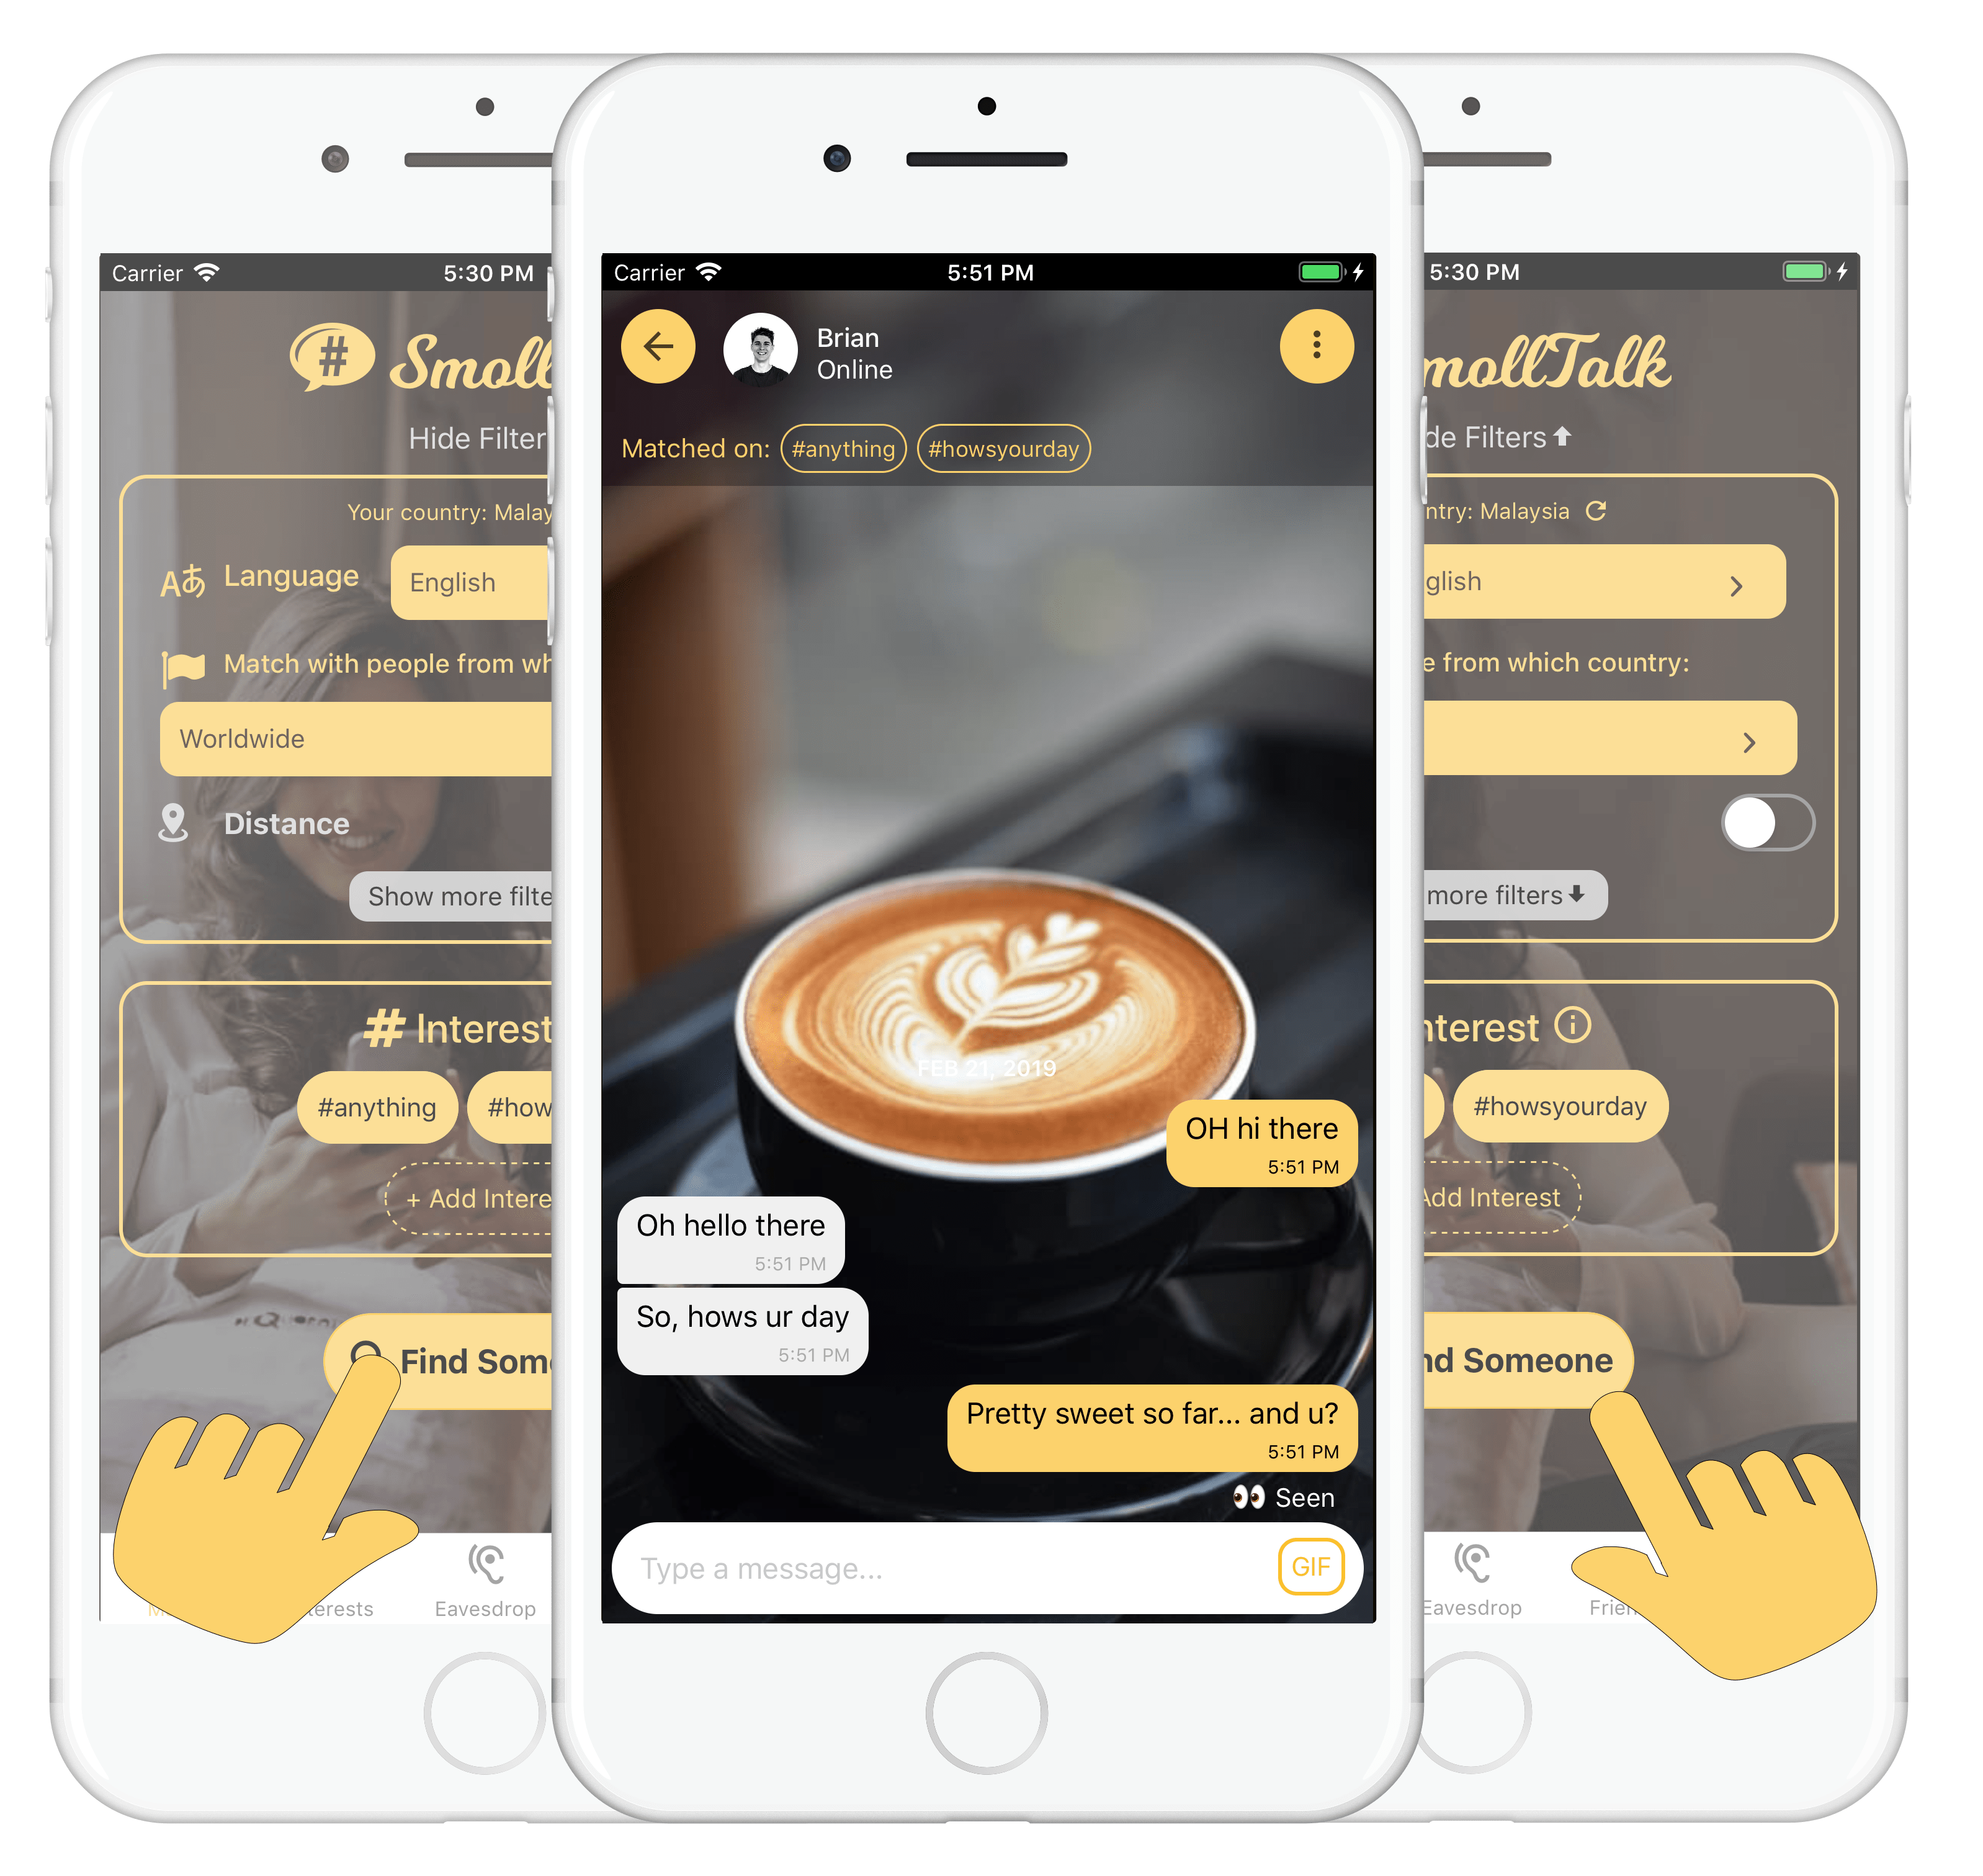 Carrier
5:30 PM
#
Smoll
Hide Filter
Your country: Malay
Aあ Language
English
Match with people from wh
Worldwide
Distance
Show more filte
# Interest
#anything
#how
+ Add Intere
Find Som
erests
Eavesdrop
Carrier
5:51 PM
Brian
Online
Matched on: #anything #howsyourday
FEB 21, 2019
OH hi there
5:51 PM
Oh hello there
5:51 PM
So, hows ur day
5:51 PM
Pretty sweet so far... and u?
5:51 PM
👀 Seen
Type a message...
GIF
5:30 PM
mollTalk
de Filters
ntry: Malaysia
glish
e from which country:
more filters
nterest
#howsyourday
Add Interest
nd Someone
Eavesdrop
Frien